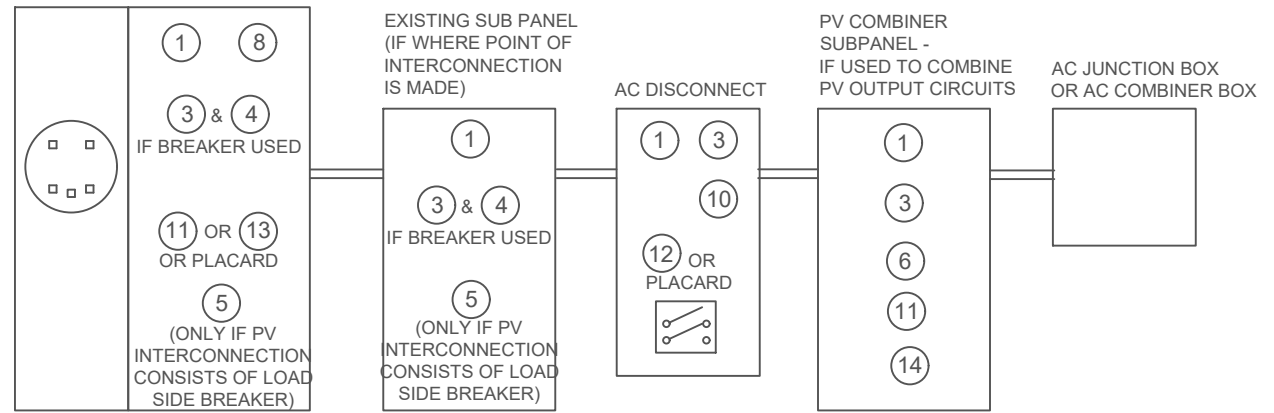 1 8
3 & 4
IF BREAKER USED
11 OR 13
OR PLACARD
5
(ONLY IF PV
INTERCONNECTION
CONSISTS OF LOAD
SIDE BREAKER)
EXISTING SUB PANEL
(IF WHERE POINT OF
INTERCONNECTION
IS MADE)
1
3 & 4
IF BREAKER USED
5
(ONLY IF PV
INTERCONNECTION
CONSISTS OF LOAD
SIDE BREAKER)
AC DISCONNECT
1 3
10
12 OR
PLACARD
PV COMBINER
SUBPANEL -
IF USED TO COMBINE
PV OUTPUT CIRCUITS
1
3
6
11
14
AC JUNCTION BOX
OR AC COMBINER BOX